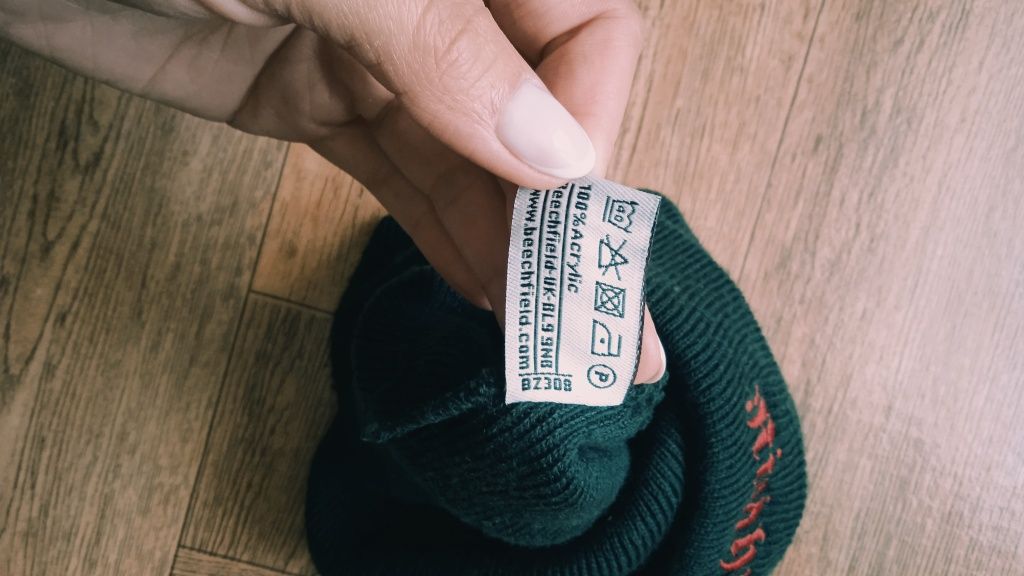 100%Acrylic
Beechfield-UK-BL9 9NB
www.beechfield.com
BZ308
P